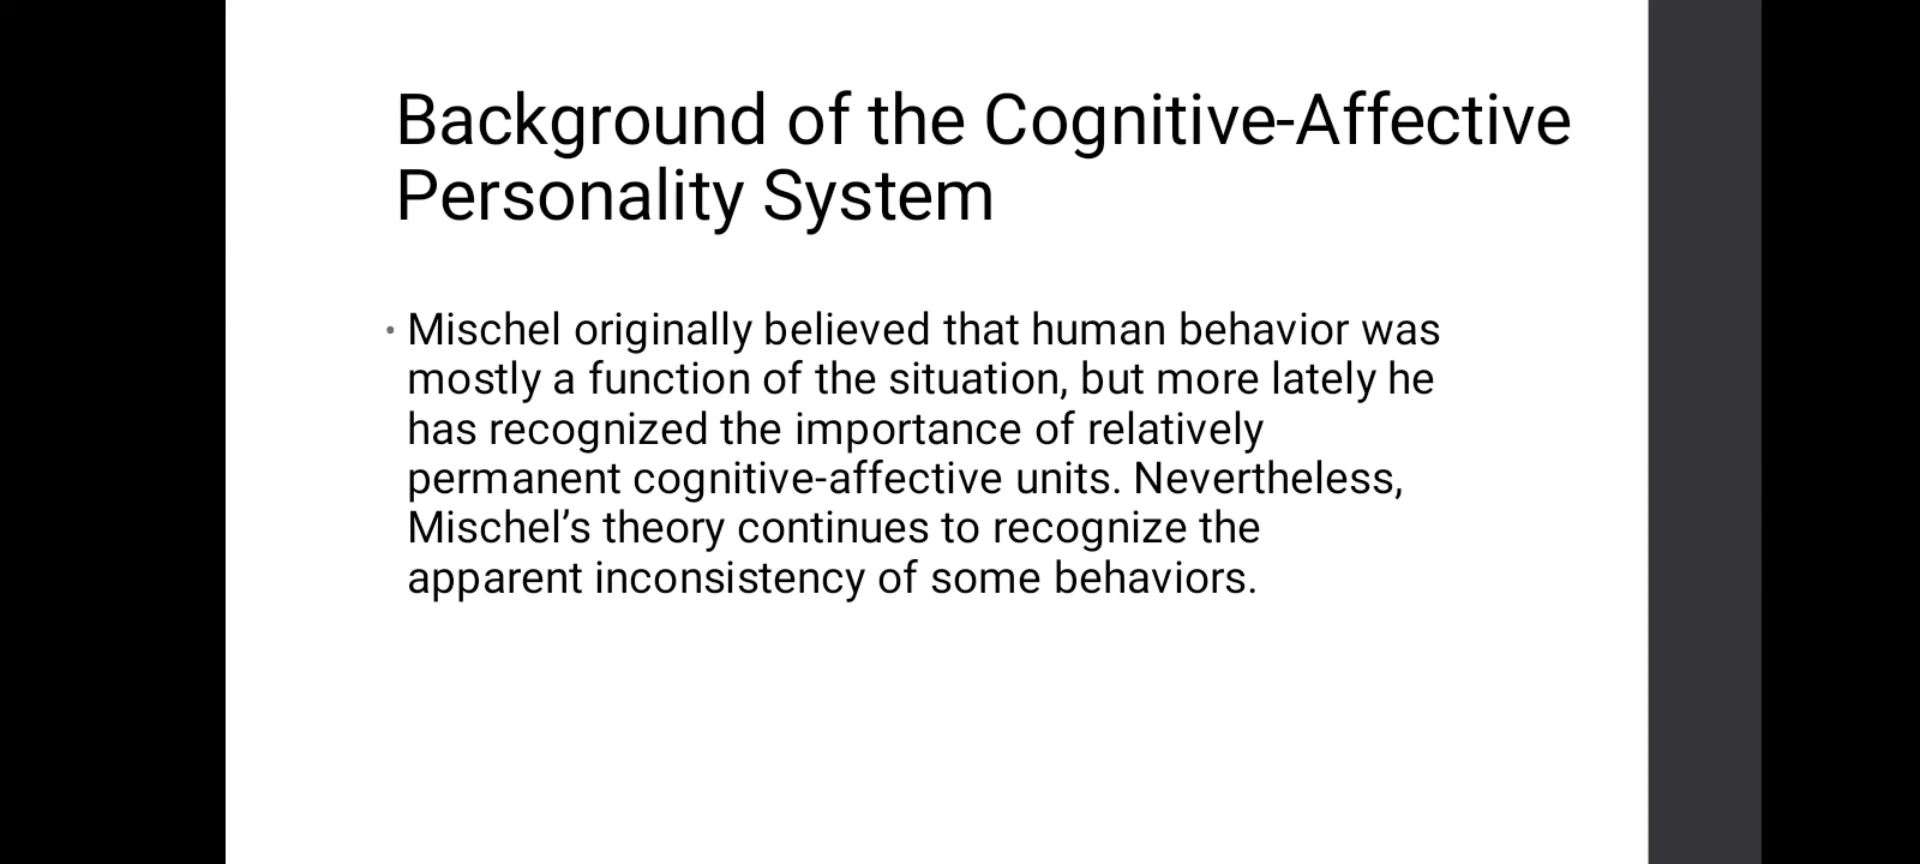 Background of the Cognitive-Affective
Personality System
• Mischel originally believed that human behavior was
mostly a function of the situation, but more lately he
has recognized the importance of relatively
permanent cognitive-affective units. Nevertheless,
Mischel’s theory continues to recognize the
apparent inconsistency of some behaviors.